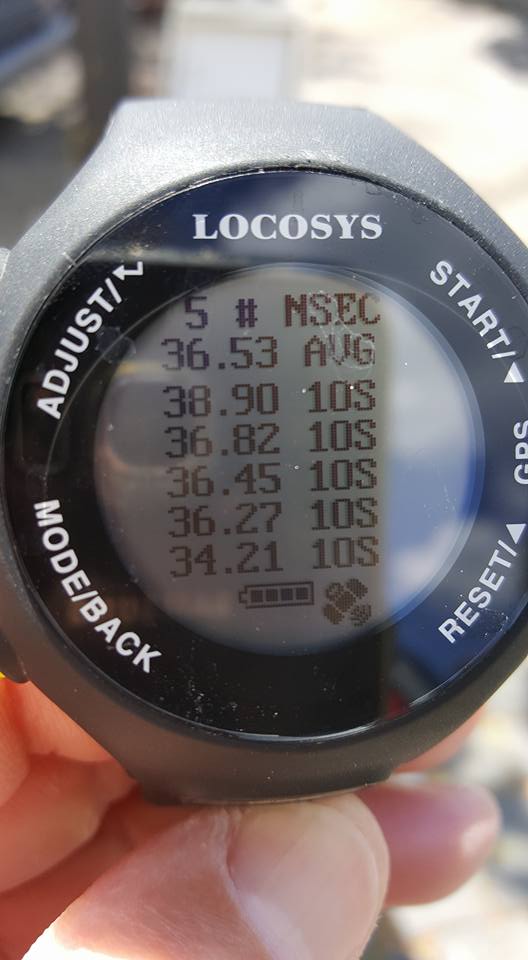 LOCOSYS
ADJUST/
START/
GPS
RESET/
MODE/BACK
5 # NSEC
36.53 AVG
38.90 10S
36.82 10S
36.45 10S
36.27 10S
34.21 10S